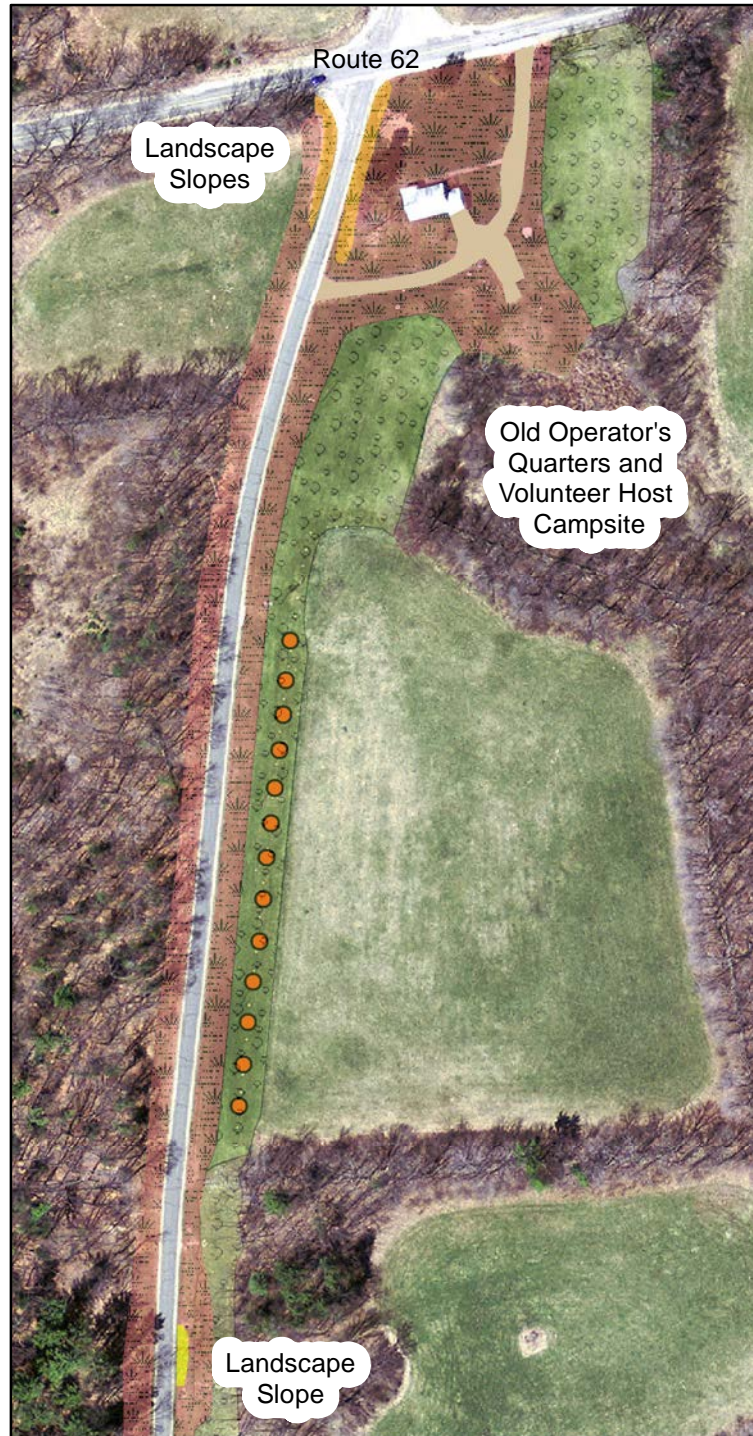 Route 62
Landscape
Slopes
Old Operator's
Quarters and
Volunteer Host
Campsite
Landscape
Slope